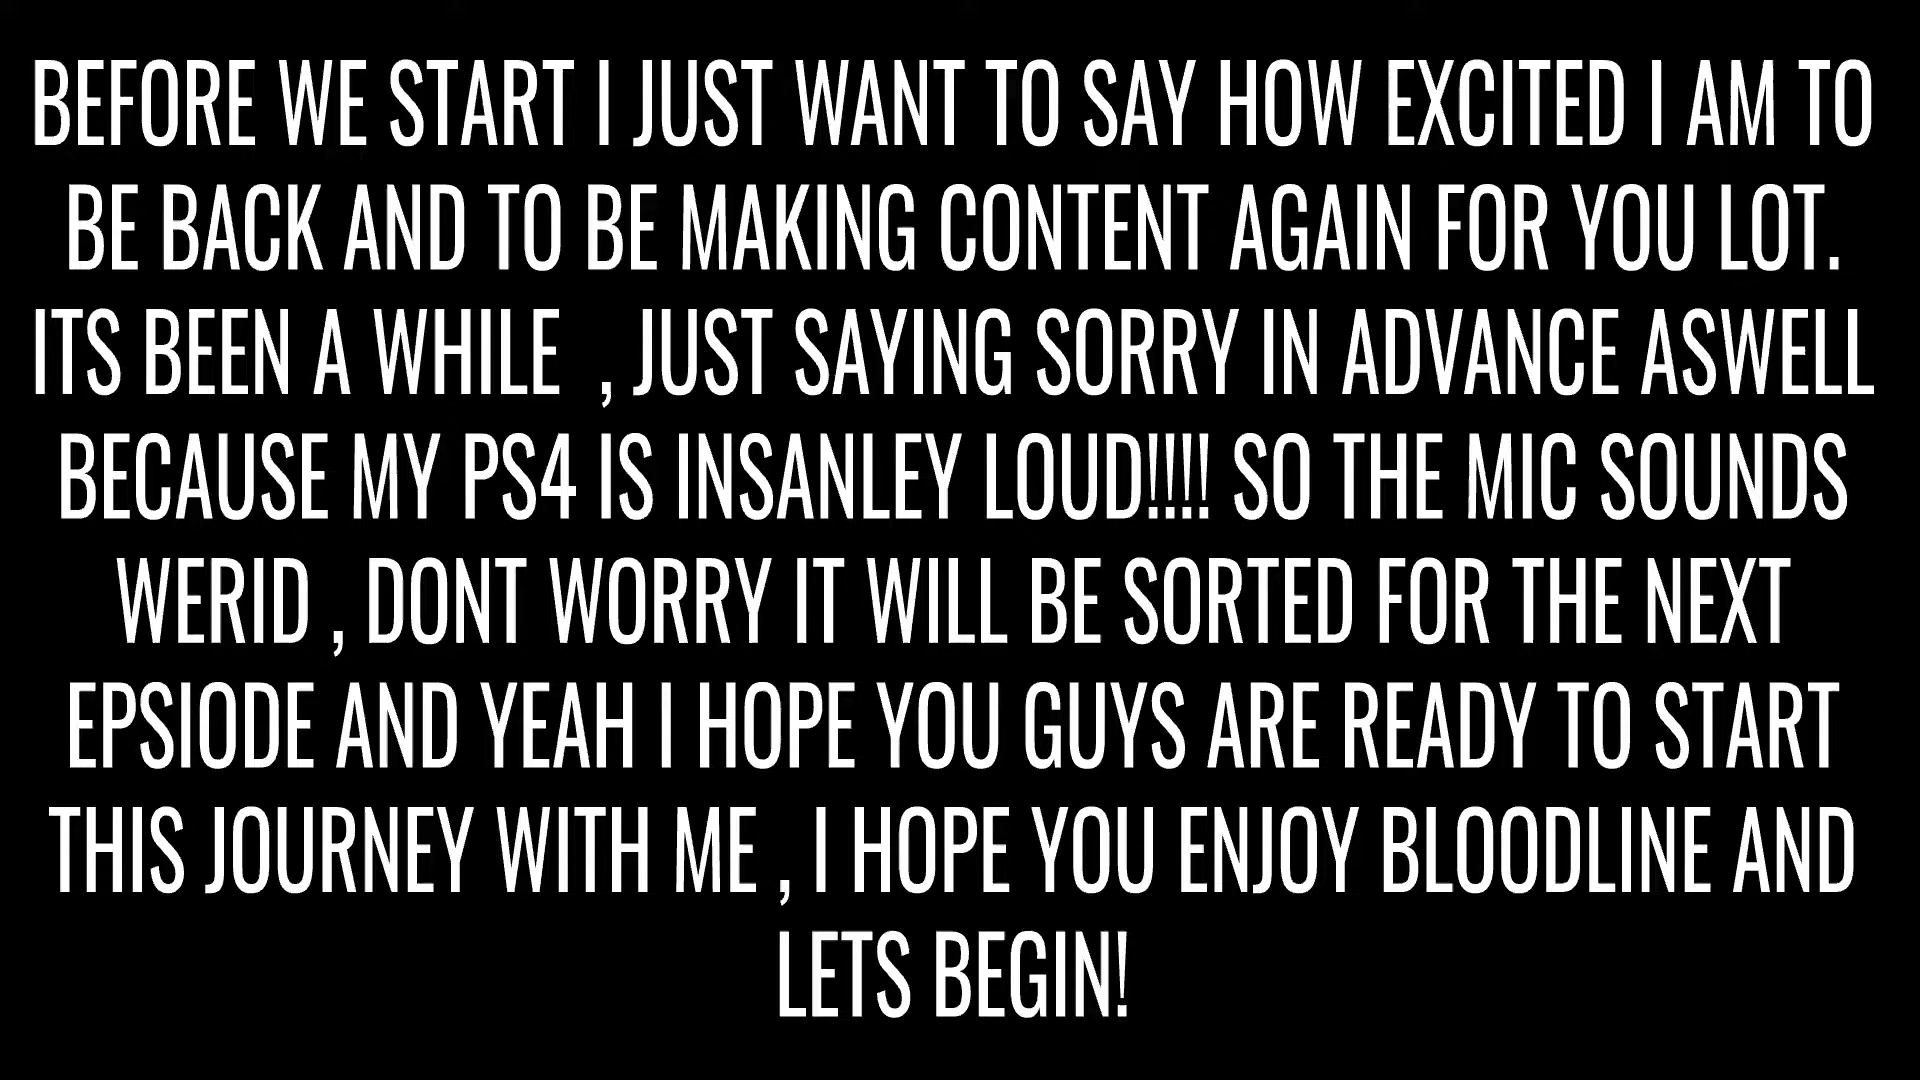 BEFORE WE START I JUST WANT TO SAY HOW EXCITED I AM TO
BE BACK AND TO BE MAKING CONTENT AGAIN FOR YOU LOT.
ITS BEEN A WHILE  , JUST SAYING SORRY IN ADVANCE ASWELL
BECAUSE MY PS4 IS INSANLEY LOUD!!!! SO THE MIC SOUNDS
WERID , DONT WORRY IT WILL BE SORTED FOR THE NEXT
EPSIODE AND YEAH I HOPE YOU GUYS ARE READY TO START
THIS JOURNEY WITH ME , I HOPE YOU ENJOY BLOODLINE AND
LETS BEGIN!